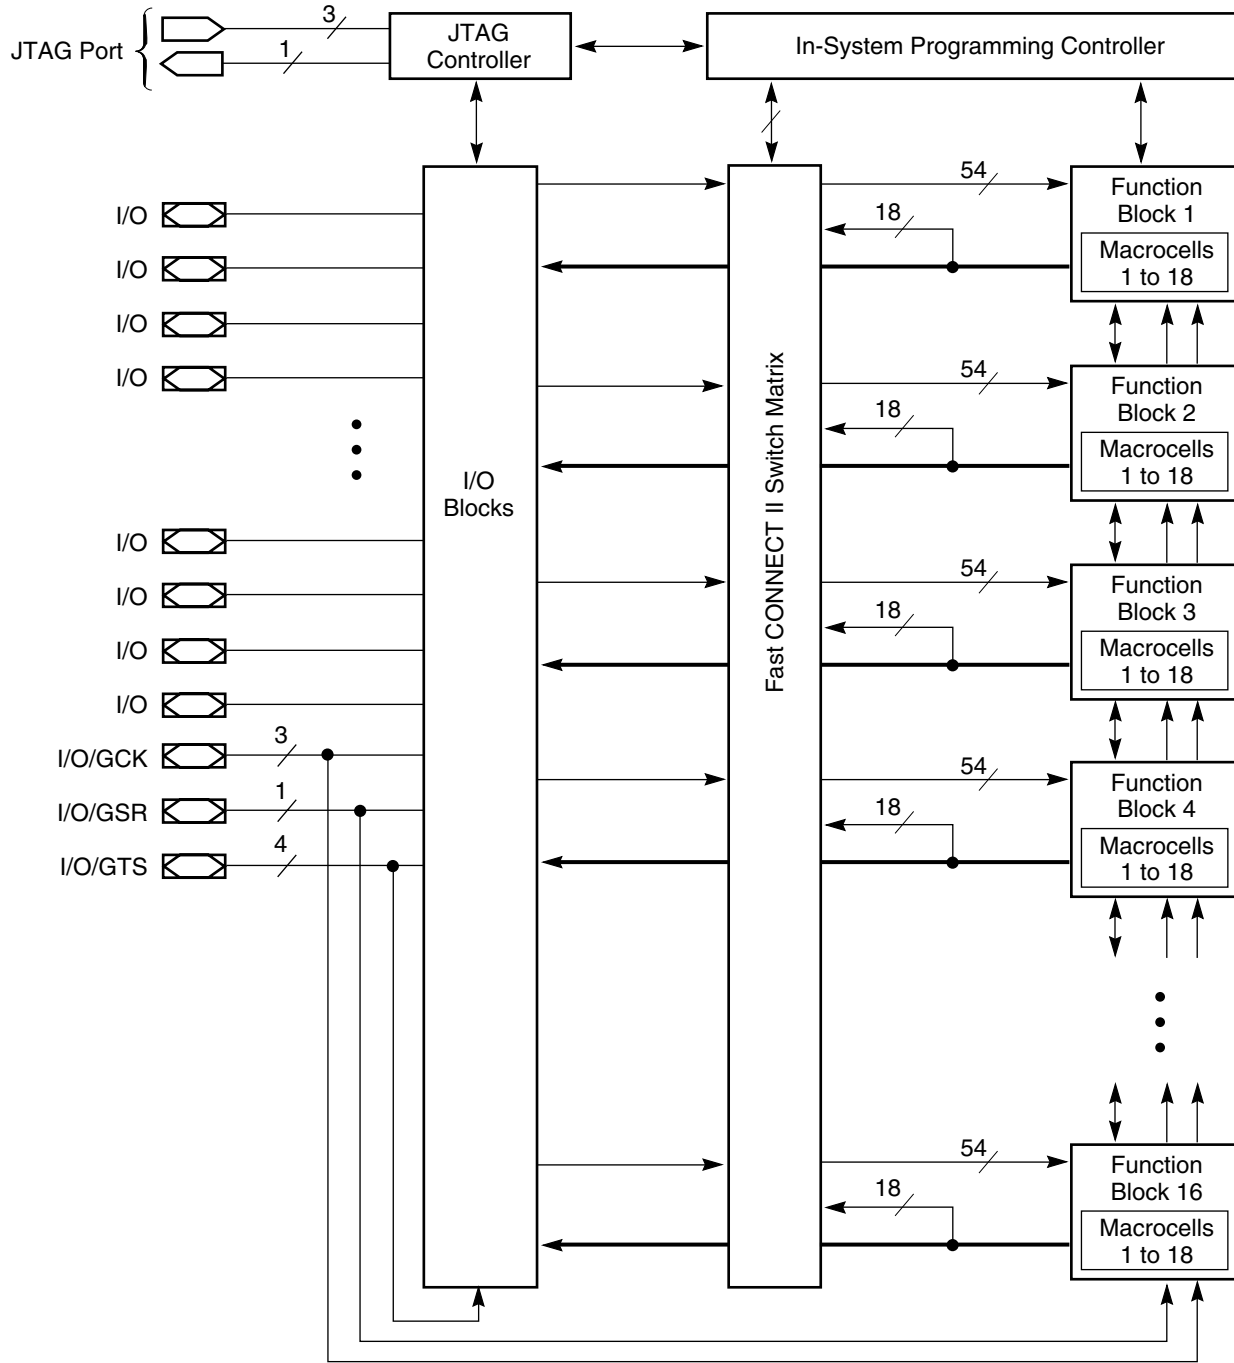 JTAG Port
3
1
JTAG
Controller
In-System Programming Controller
I/O
I/O
I/O
I/O
I/O
I/O
I/O
I/O
I/O/GCK
3
I/O/GSR
1
I/O/GTS
4
I/O
Blocks
Fast CONNECT II Switch Matrix
54
18
Function
Block 1
Macrocells
1 to 18
54
18
Function
Block 2
Macrocells
1 to 18
54
18
Function
Block 3
Macrocells
1 to 18
54
18
Function
Block 4
Macrocells
1 to 18
54
18
Function
Block 16
Macrocells
1 to 18